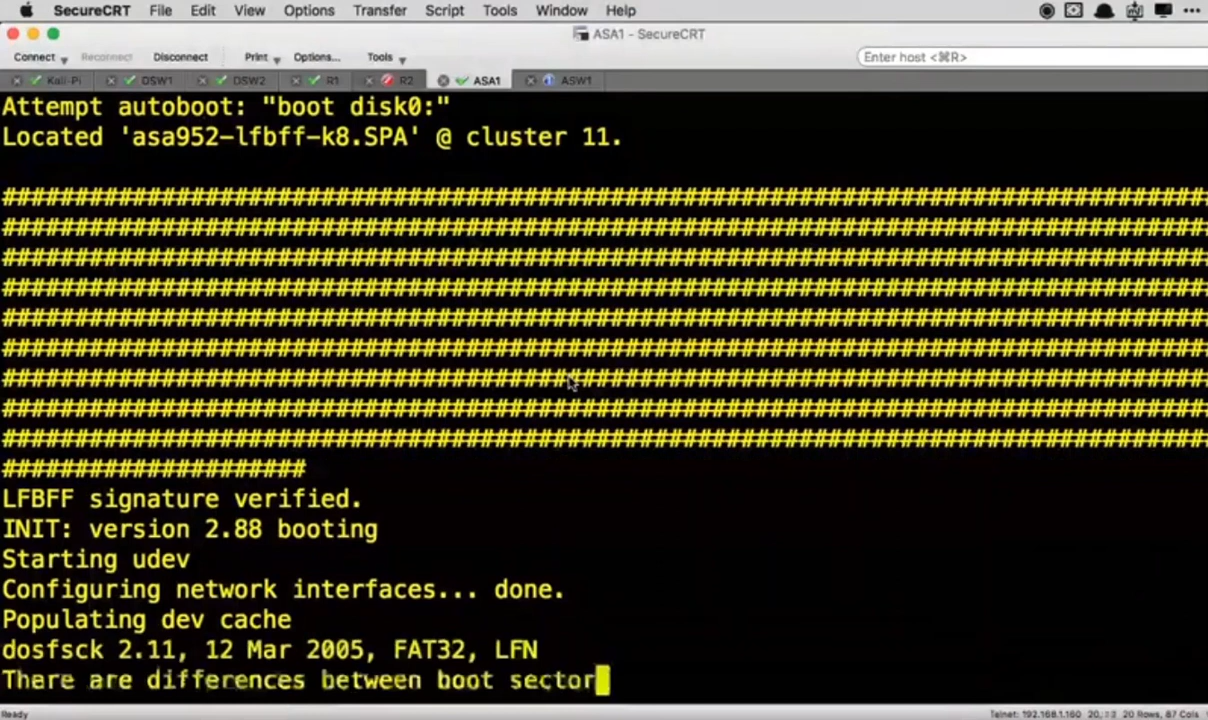 SecureCRT File Edit View Options Transfer Script Tools Window Help
ASA1 - SecureCRT
Connect Reconnect Disconnect Print Options... Tools Enter host <⌘R>
Kali-Pi DSW1 DSW2 R1 R2 ASA1 ASW1
Attempt autoboot: "boot disk0:"
Located 'asa952-lfbff-k8.SPA' @ cluster 11.
###################################################################################
###################################################################################
###################################################################################
###################################################################################
###################################################################################
###################################################################################
###################################################################################
###################################################################################
###################################################################################
#####################
LFBFF signature verified.
INIT: version 2.88 booting
Starting udev
Configuring network interfaces... done.
Populating dev cache
dosfsck 2.11, 12 Mar 2005, FAT32, LFN
There are differences between boot sector
Ready Telnet: 192.168.1.160 20 Rows, 87 Cols